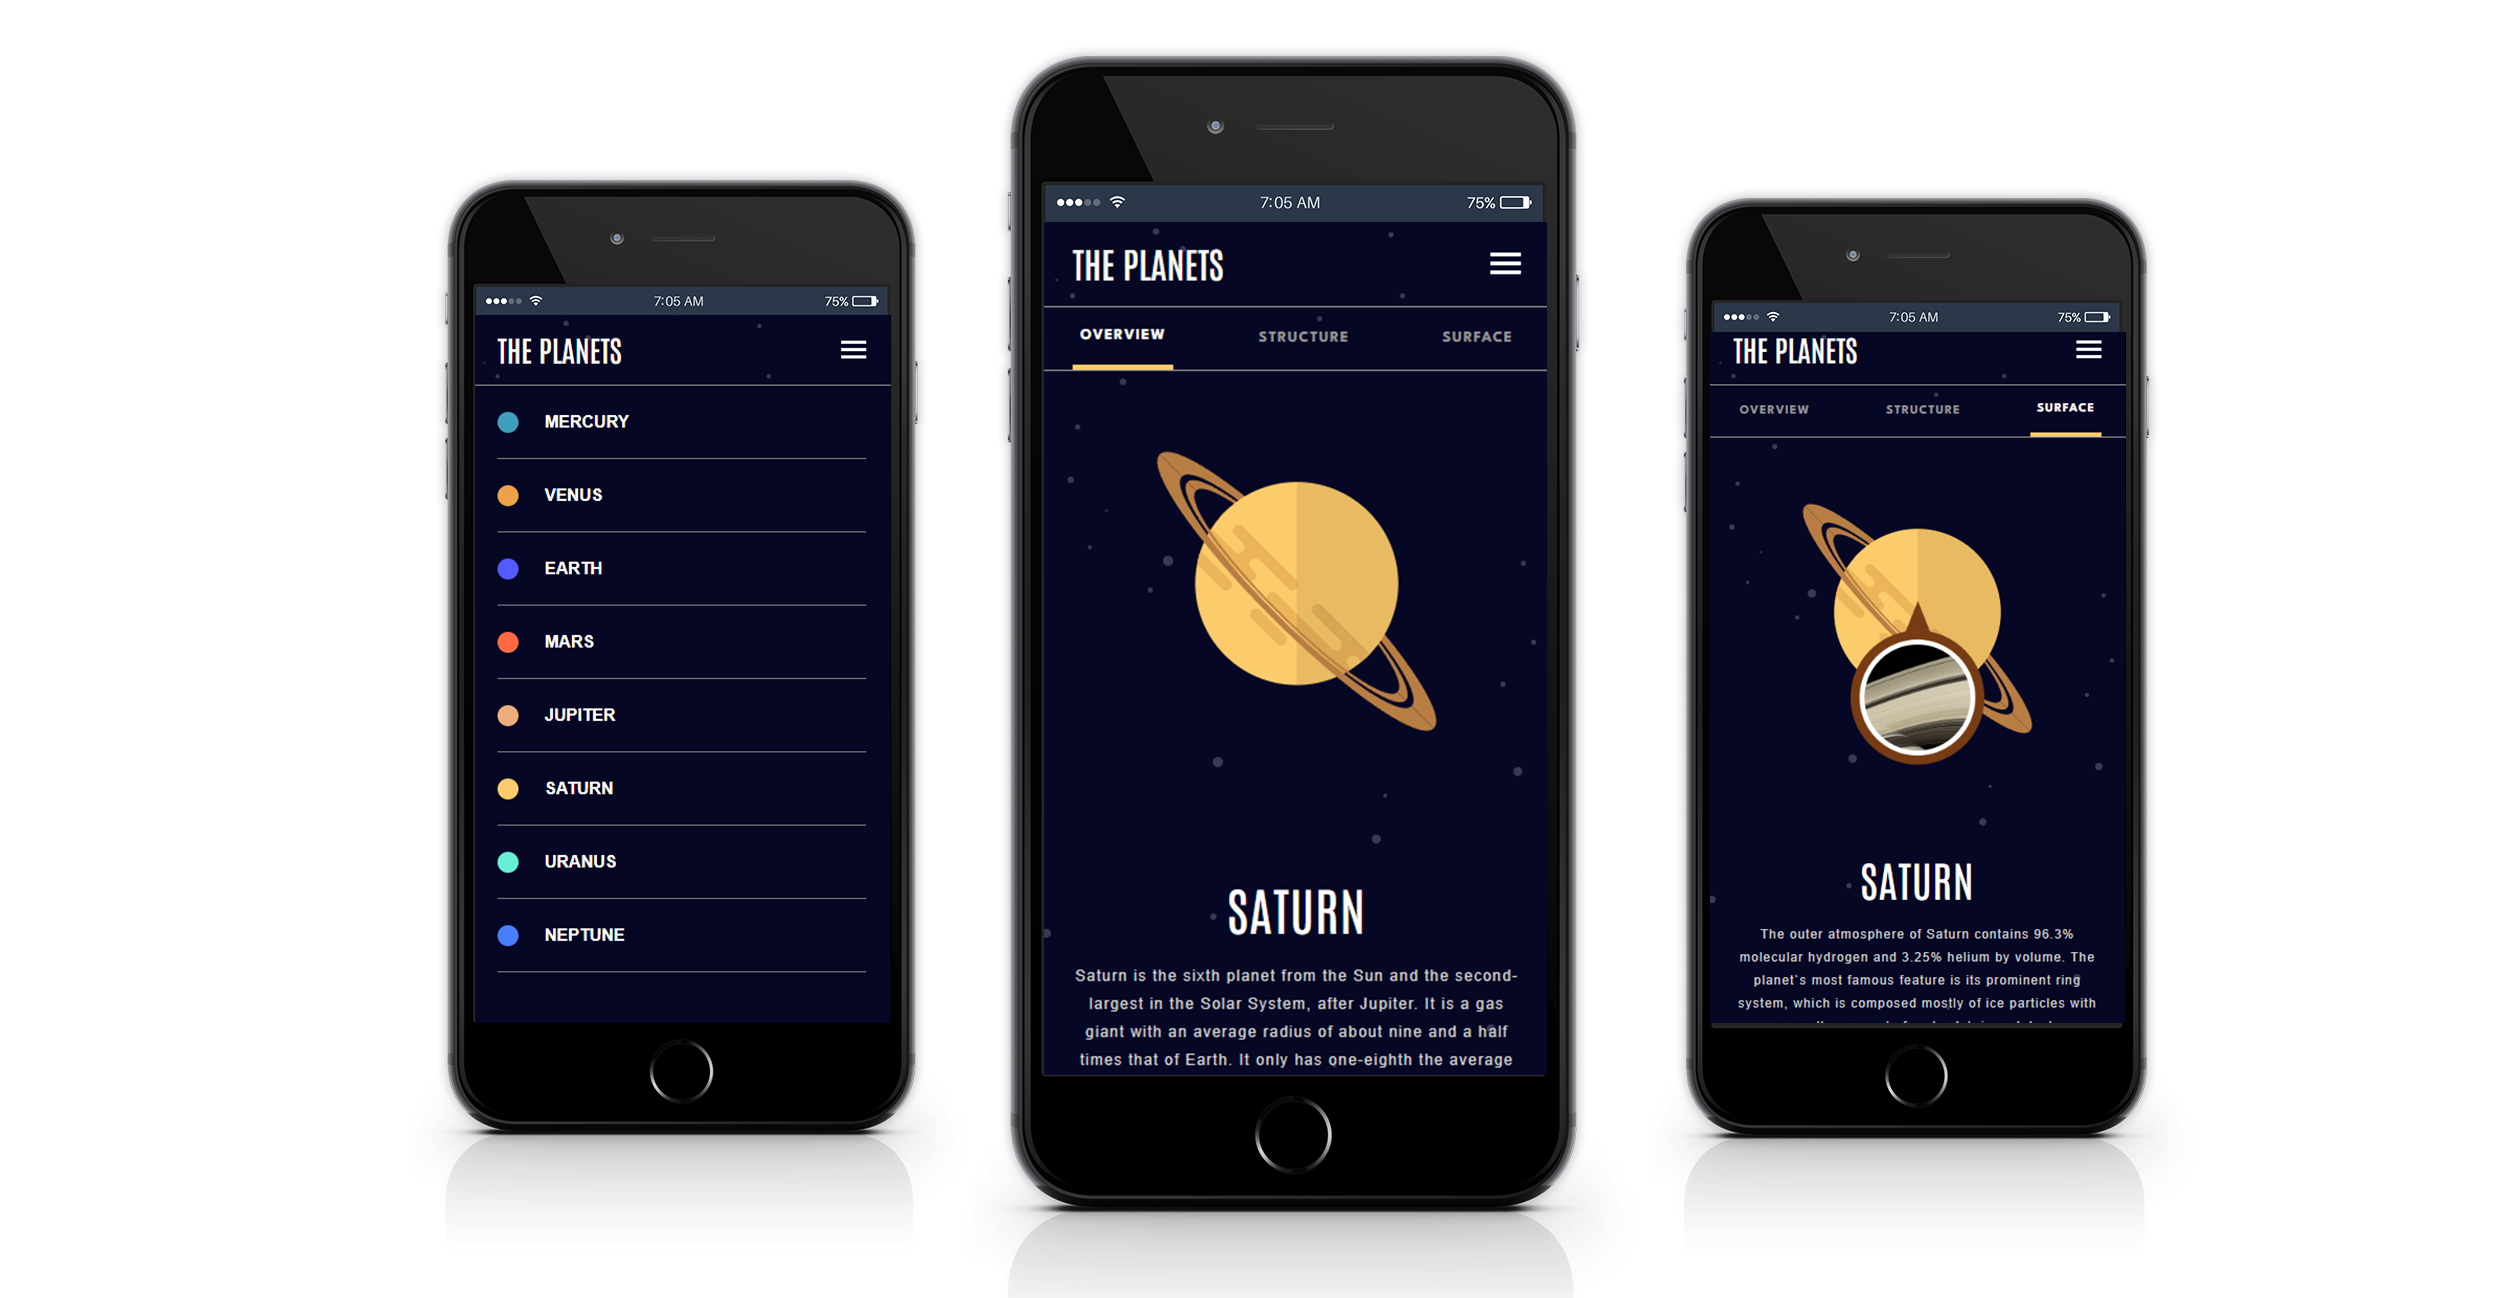 7:05 AM 75%
THE PLANETS
MERCURY
VENUS
EARTH
MARS
JUPITER
SATURN
URANUS
NEPTUNE
7:05 AM 75%
THE PLANETS
OVERVIEW STRUCTURE SURFACE
SATURN
Saturn is the sixth planet from the Sun and the second-
largest in the Solar System, after Jupiter. It is a gas
giant with an average radius of about nine and a half
times that of Earth. It only has one-eighth the average
7:05 AM 75%
THE PLANETS
OVERVIEW STRUCTURE SURFACE
SATURN
The outer atmosphere of Saturn contains 96.3%
molecular hydrogen and 3.25% helium by volume. The
planet`s most famous feature is its prominent ring
system, which is composed mostly of ice particles with